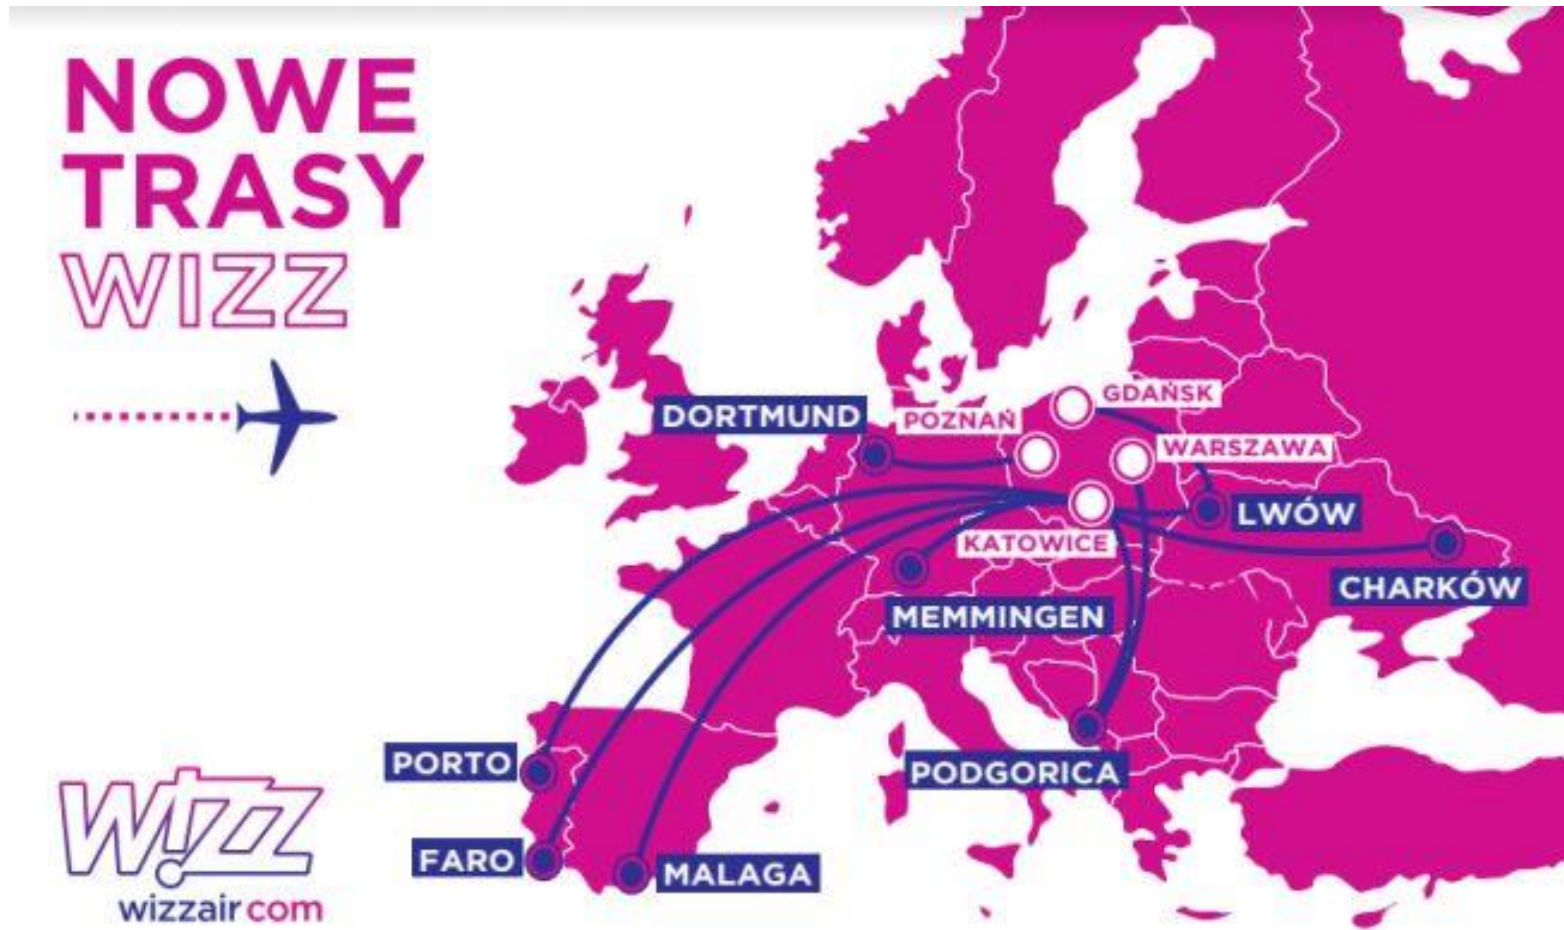 NOWE
TRASY
WIZZ
DORTMUND
POZNAŃ
GDAŃSK
WARSZAWA
LWÓW
KATOWICE
CHARKÓW
MEMMINGEN
PORTO
PODGORICA
FARO
MALAGA
WIZZ
wizzair.com